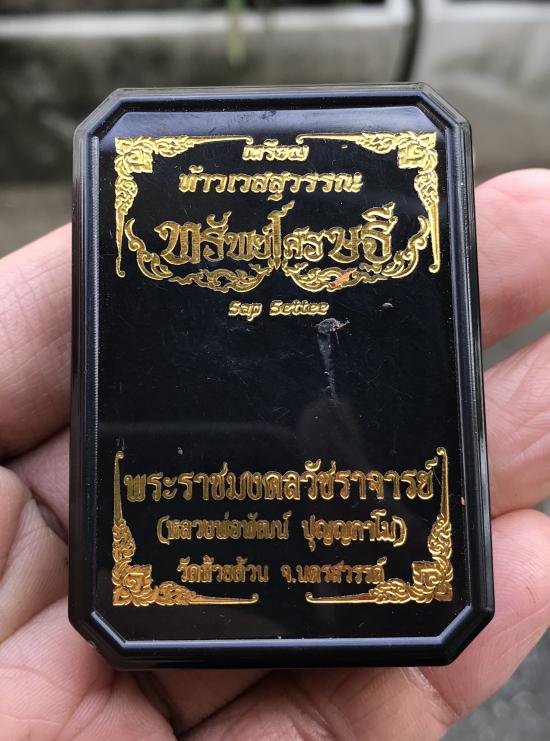 เหรียญ
ท้าวเวสสุวรรณ
ทรัพย์เศรษฐี
Sap Settee
พระราชมงคลวัชราจารย์
(หลวงพ่อพัฒน์ ปุญญกาโม)
วัดห้วยด้วน จ.นครสวรรค์